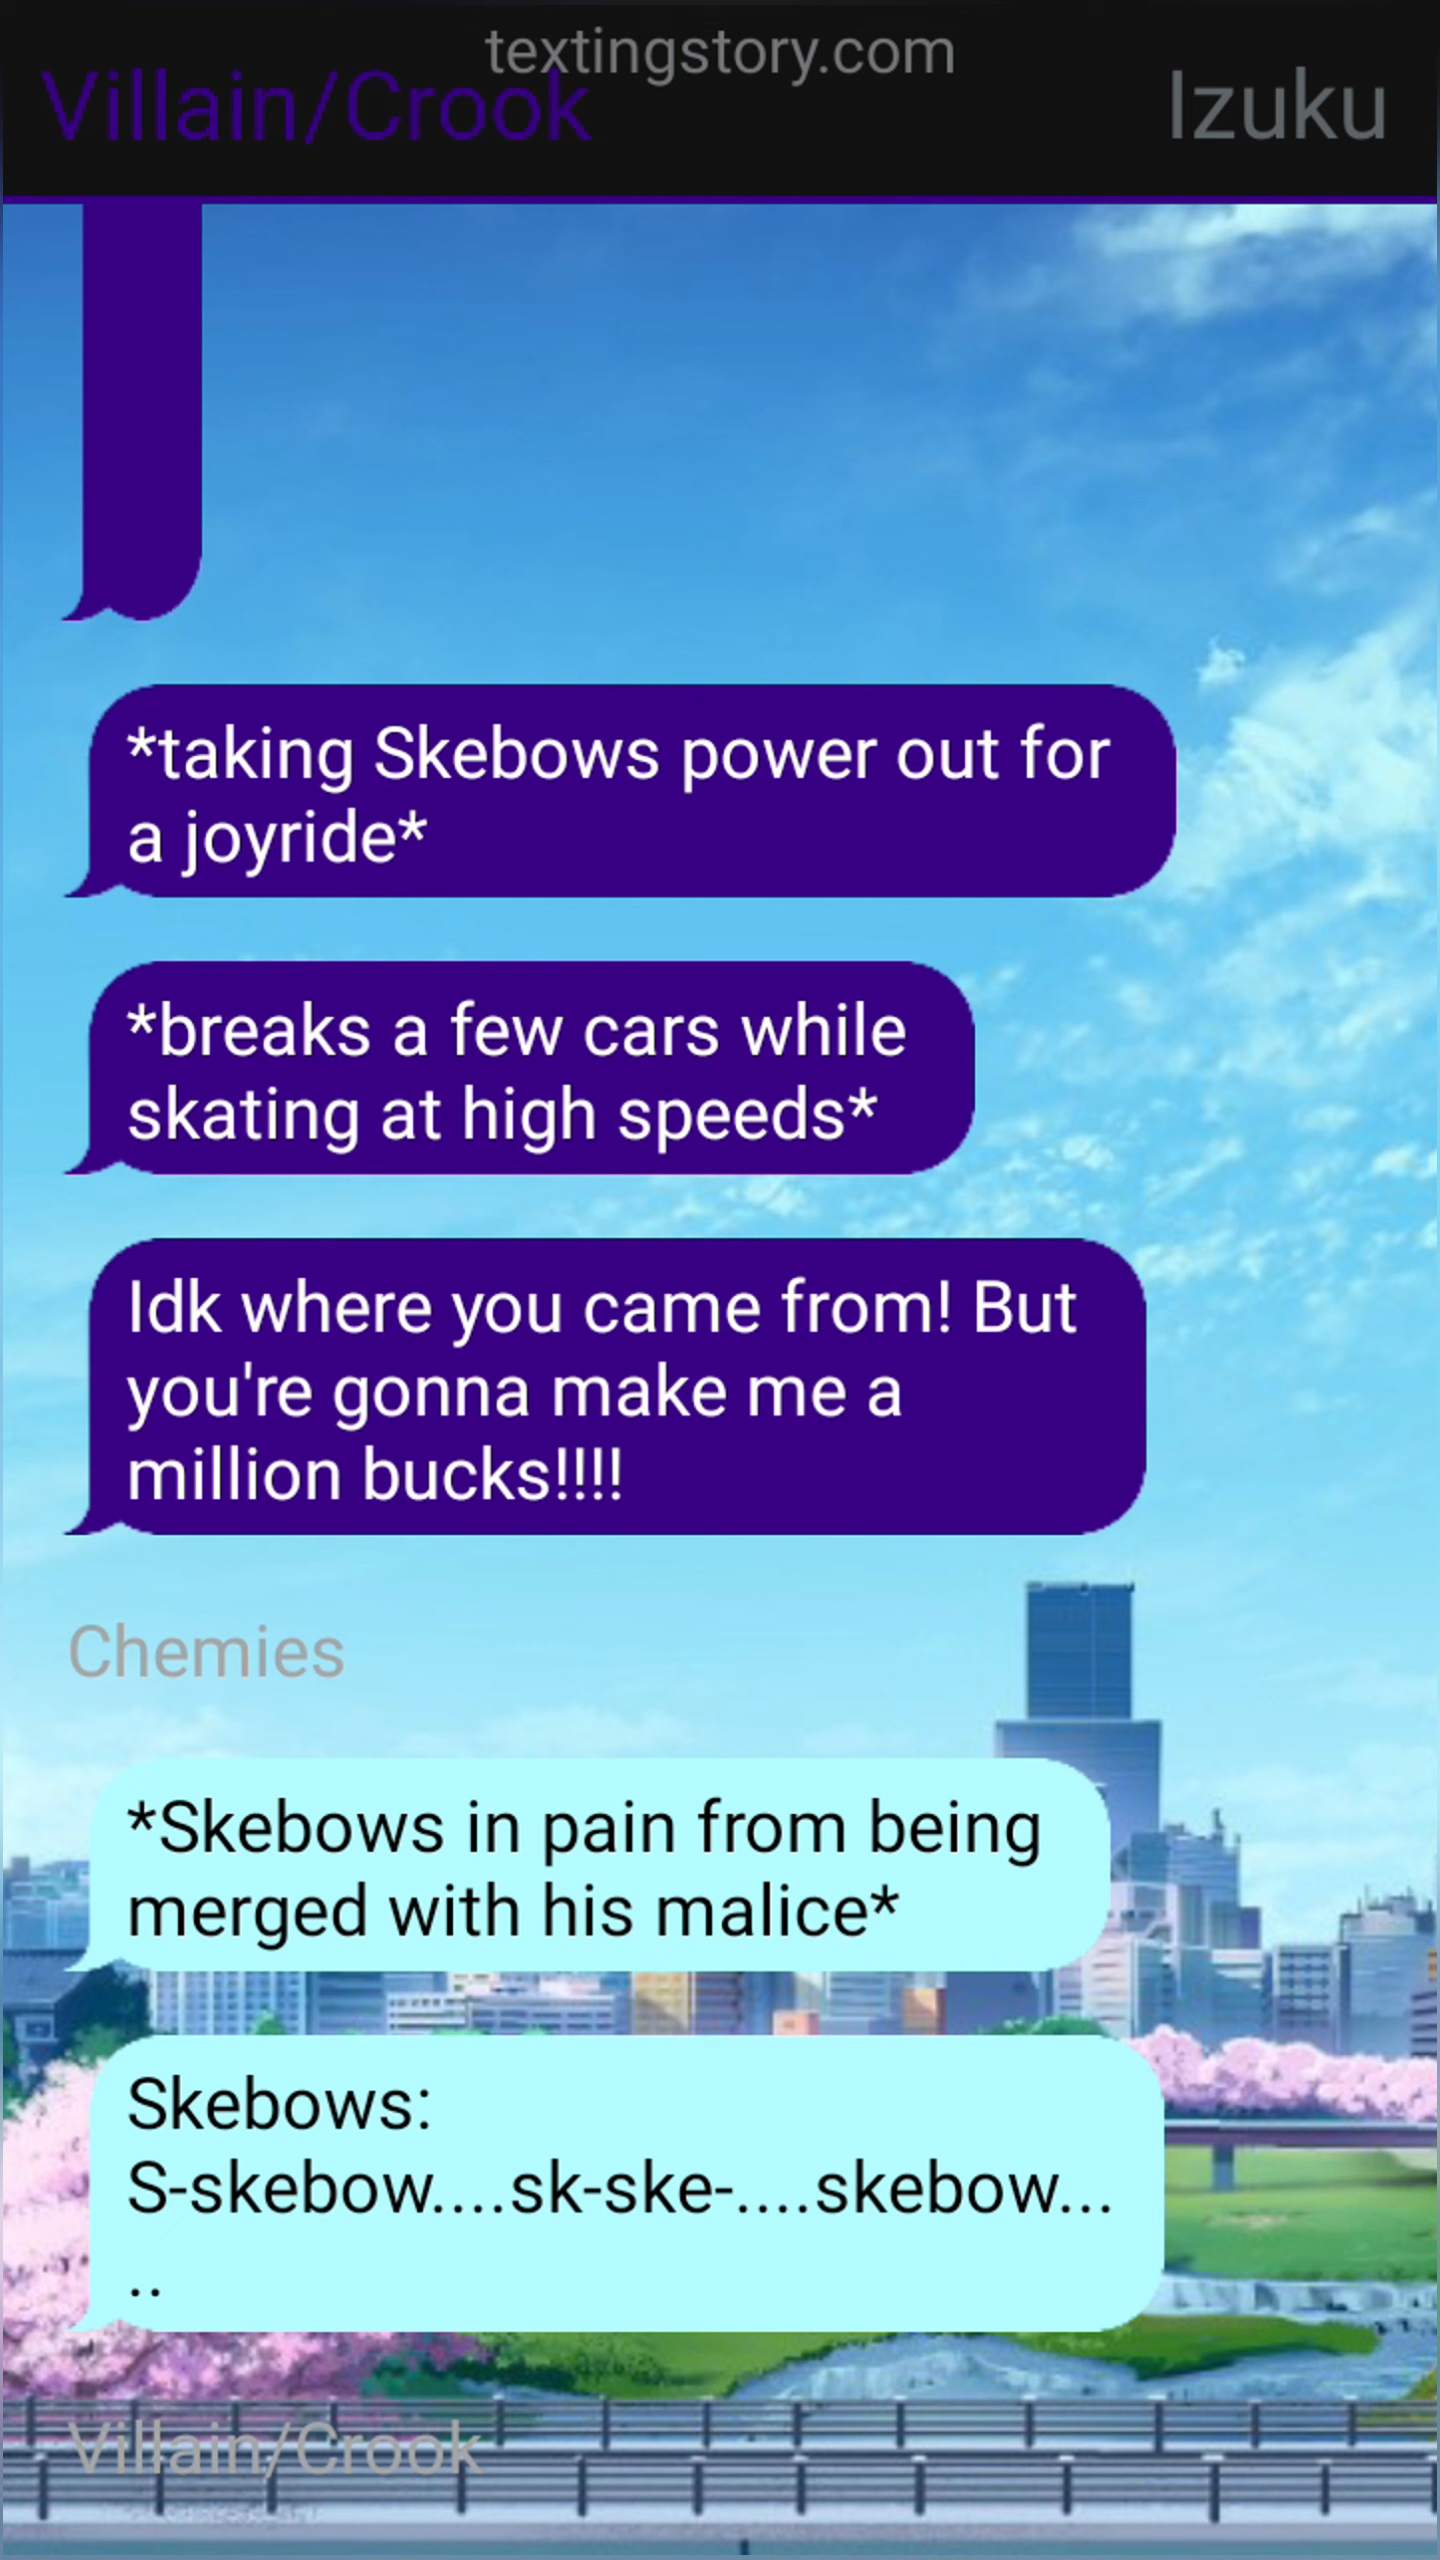 textingstory.com
Villain/Crook
Izuku
*taking Skebows power out for
a joyride*
*breaks a few cars while
skating at high speeds*
Idk where you came from! But
you're gonna make me a
million bucks!!!!
Chemies
*Skebows in pain from being
merged with his malice*
Skebows:
S-skebow....sk-ske-....skebow...
..
Villain/Crook